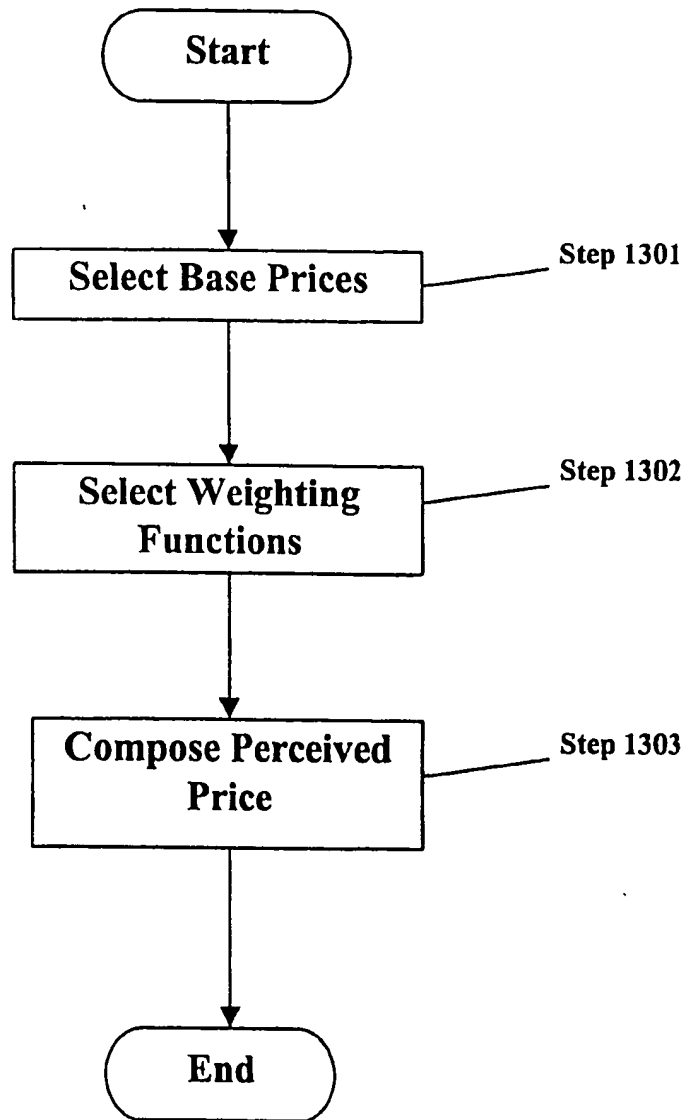 Start
Select Base Prices
Step 1301
Select Weighting
Functions
Step 1302
Compose Perceived
Price
Step 1303
End